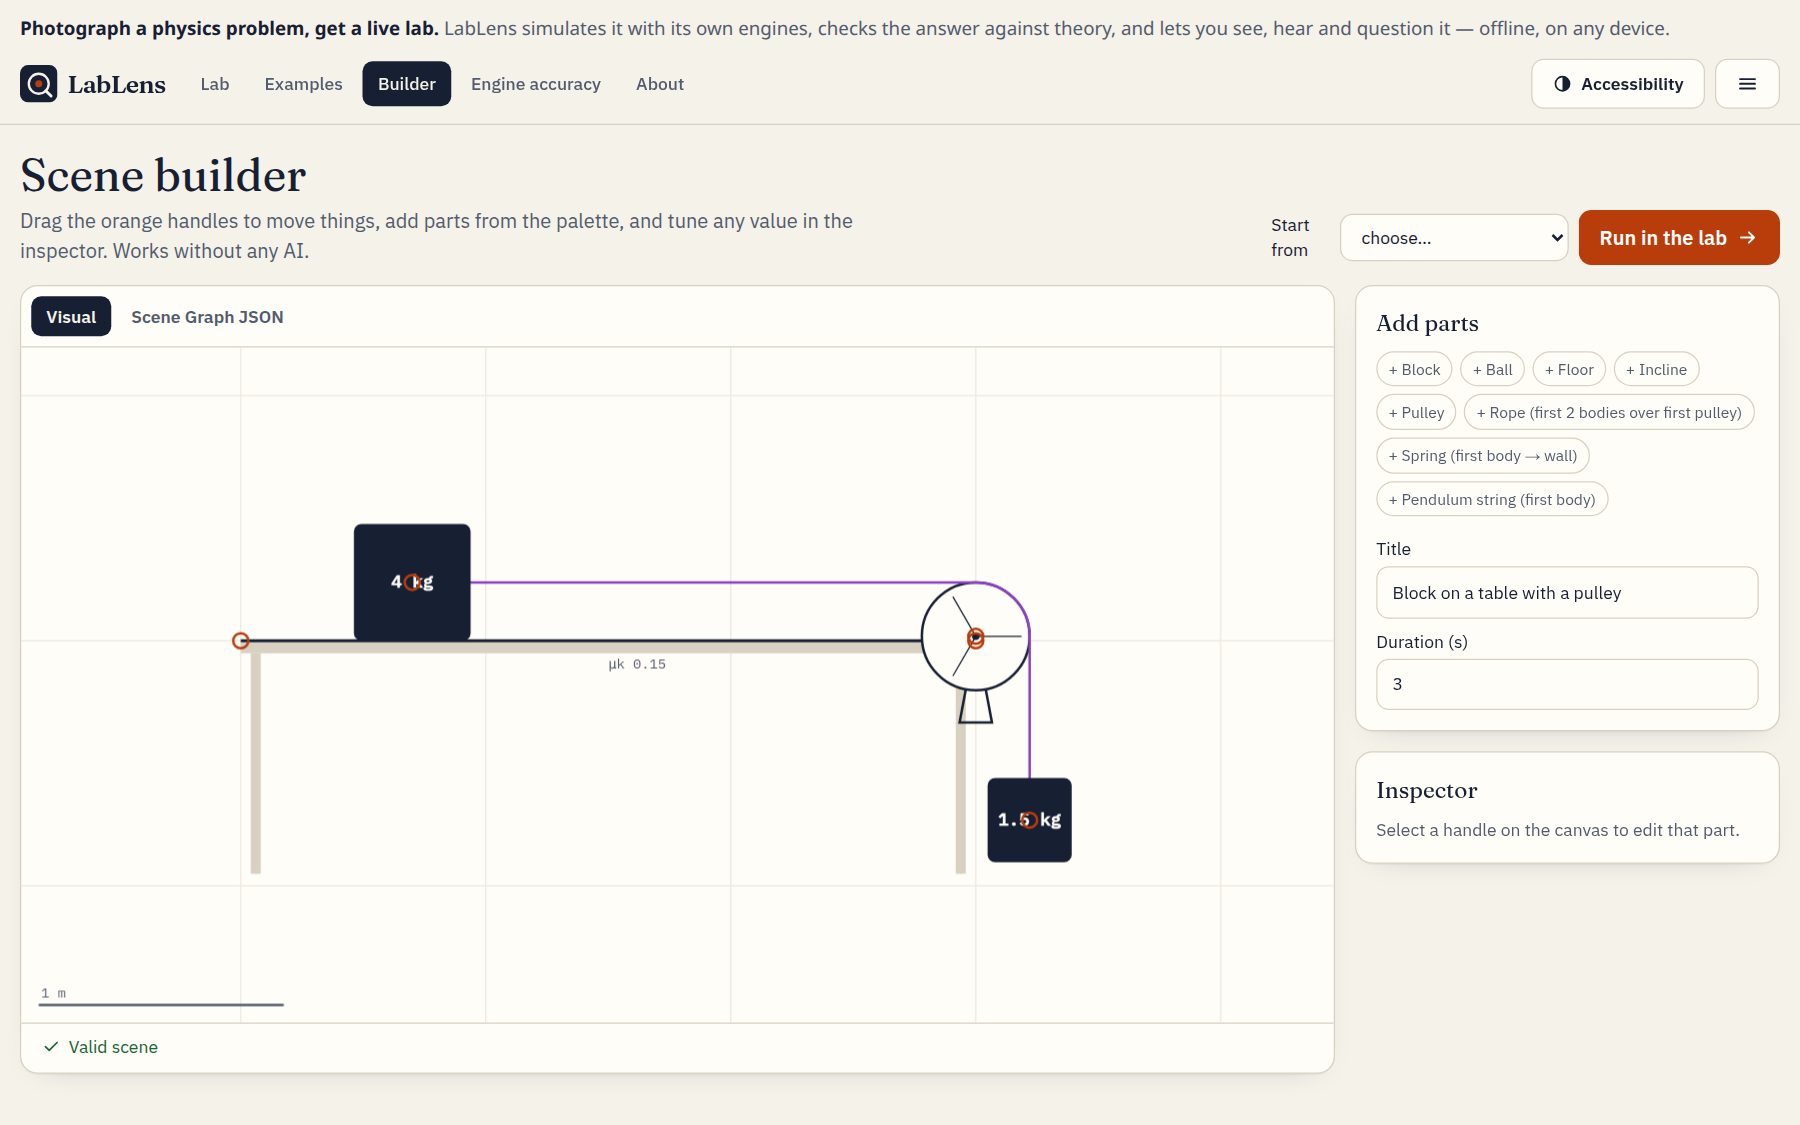 Photograph a physics problem, get a live lab. LabLens simulates it with its own engines, checks the answer against theory, and lets you see, hear and question it — offline, on any device.
LabLens Lab Examples Builder Engine accuracy About Accessibility
Scene builder
Drag the orange handles to move things, add parts from the palette, and tune any value in the
inspector. Works without any AI.
Start
from
choose...
Run in the lab →
Visual Scene Graph JSON
4 kg
μk 0.15
1.5 kg
1 m
✓ Valid scene
Add parts
+ Block + Ball + Floor + Incline
+ Pulley + Rope (first 2 bodies over first pulley)
+ Spring (first body → wall)
+ Pendulum string (first body)
Title
Block on a table with a pulley
Duration (s)
3
Inspector
Select a handle on the canvas to edit that part.